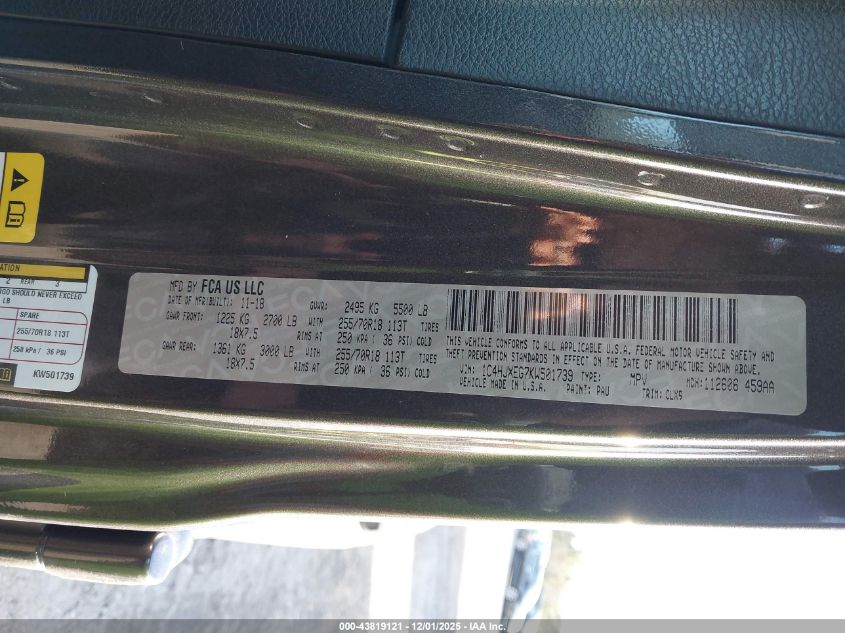 ATION
2 REAR 3
RGO SHOULD NEVER EXCEED
LB
SPARE
255/70R18 113T
250 kPa / 36 PSI
KW501739
MFD BY FCA US LLC
DATE OF MFR(BUILT): 11-18 GVWR: 2495 KG 5500 LB
GAWR FRONT: 1225 KG 2700 LB WITH 255/70R18 113T TIRES
18X7.5 RIMS AT 250 KPA ( 36 PSI) COLD
GAWR REAR: 1361 KG 3000 LB WITH 255/70R18 113T TIRES
18X7.5 RIMS AT 250 KPA ( 36 PSI) COLD
THIS VEHICLE CONFORMS TO ALL APPLICABLE U.S.A. FEDERAL MOTOR VEHICLE SAFETY AND
THEFT PREVENTION STANDARDS IN EFFECT ON THE DATE OF MANUFACTURE SHOWN ABOVE.
VIN: 1C4HJXEG7KW501739 TYPE: MPV MDH: 112606 459AA
VEHICLE MADE IN U.S.A. PAINT: PAU TRIM: CLX9
000-43819121 - 12/01/2025 - IAA Inc.